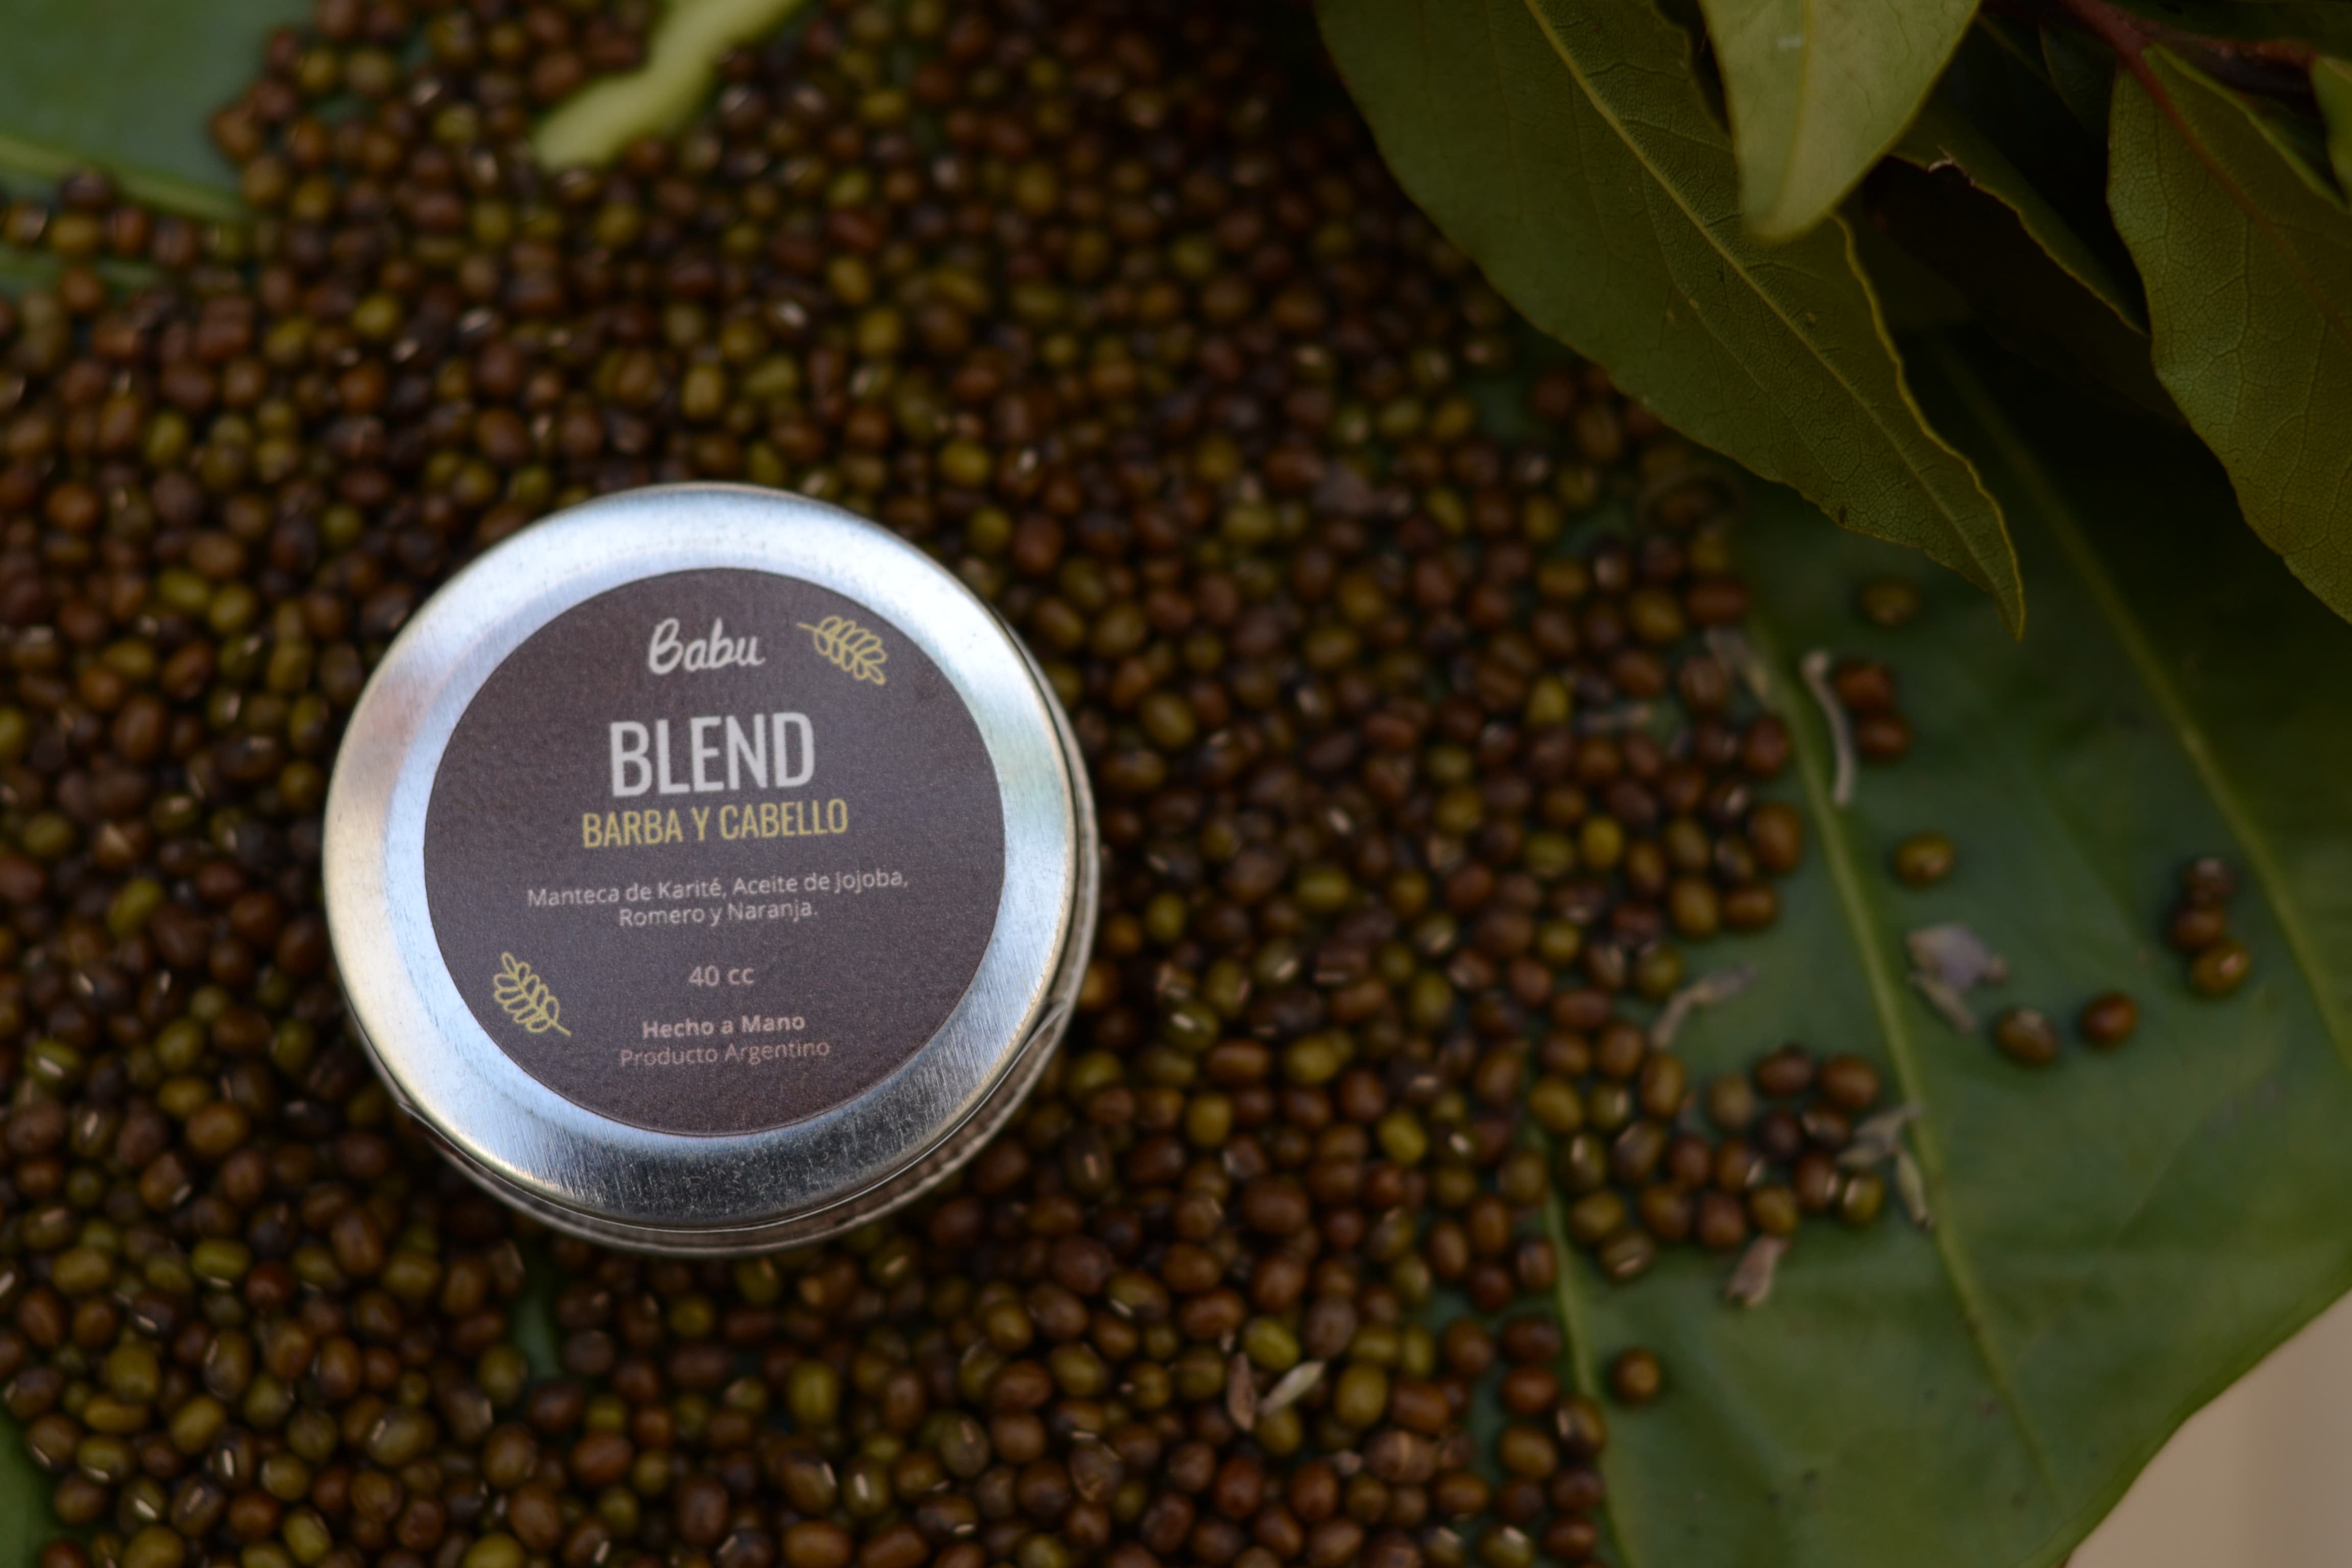 Babu
BLEND
BARBA Y CABELLO
Manteca de Karité, Aceite de Jojoba,
Romero y Naranja.
40 cc
Hecho a Mano
Producto Argentino